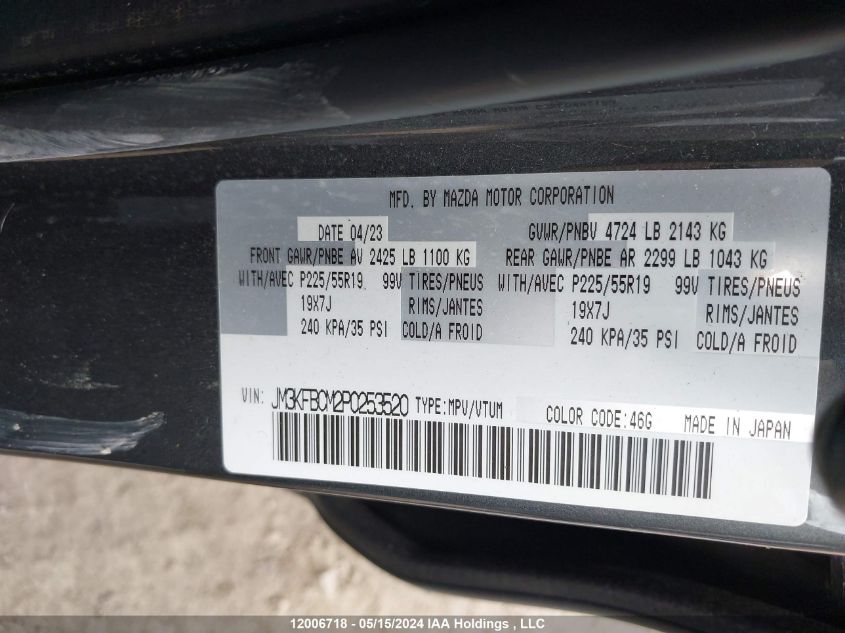 MFD. BY MAZDA MOTOR CORPORATION
DATE 04/23 GVWR/PNBV 4724 LB 2143 KG
FRONT GAWR/PNBE AV 2425 LB 1100 KG REAR GAWR/PNBE AR 2299 LB 1043 KG
WITH/AVEC P225/55R19 99V TIRES/PNEUS WITH/AVEC P225/55R19 99V TIRES/PNEUS
19X7J RIMS/JANTES 19X7J RIMS/JANTES
240 KPA/35 PSI COLD/A FROID 240 KPA/35 PSI COLD/A FROID
VIN: JM3KFBCM2P0253520 TYPE:MPV/VTUM COLOR CODE:46G MADE IN JAPAN
12006718 - 05/15/2024 IAA Holdings , LLC